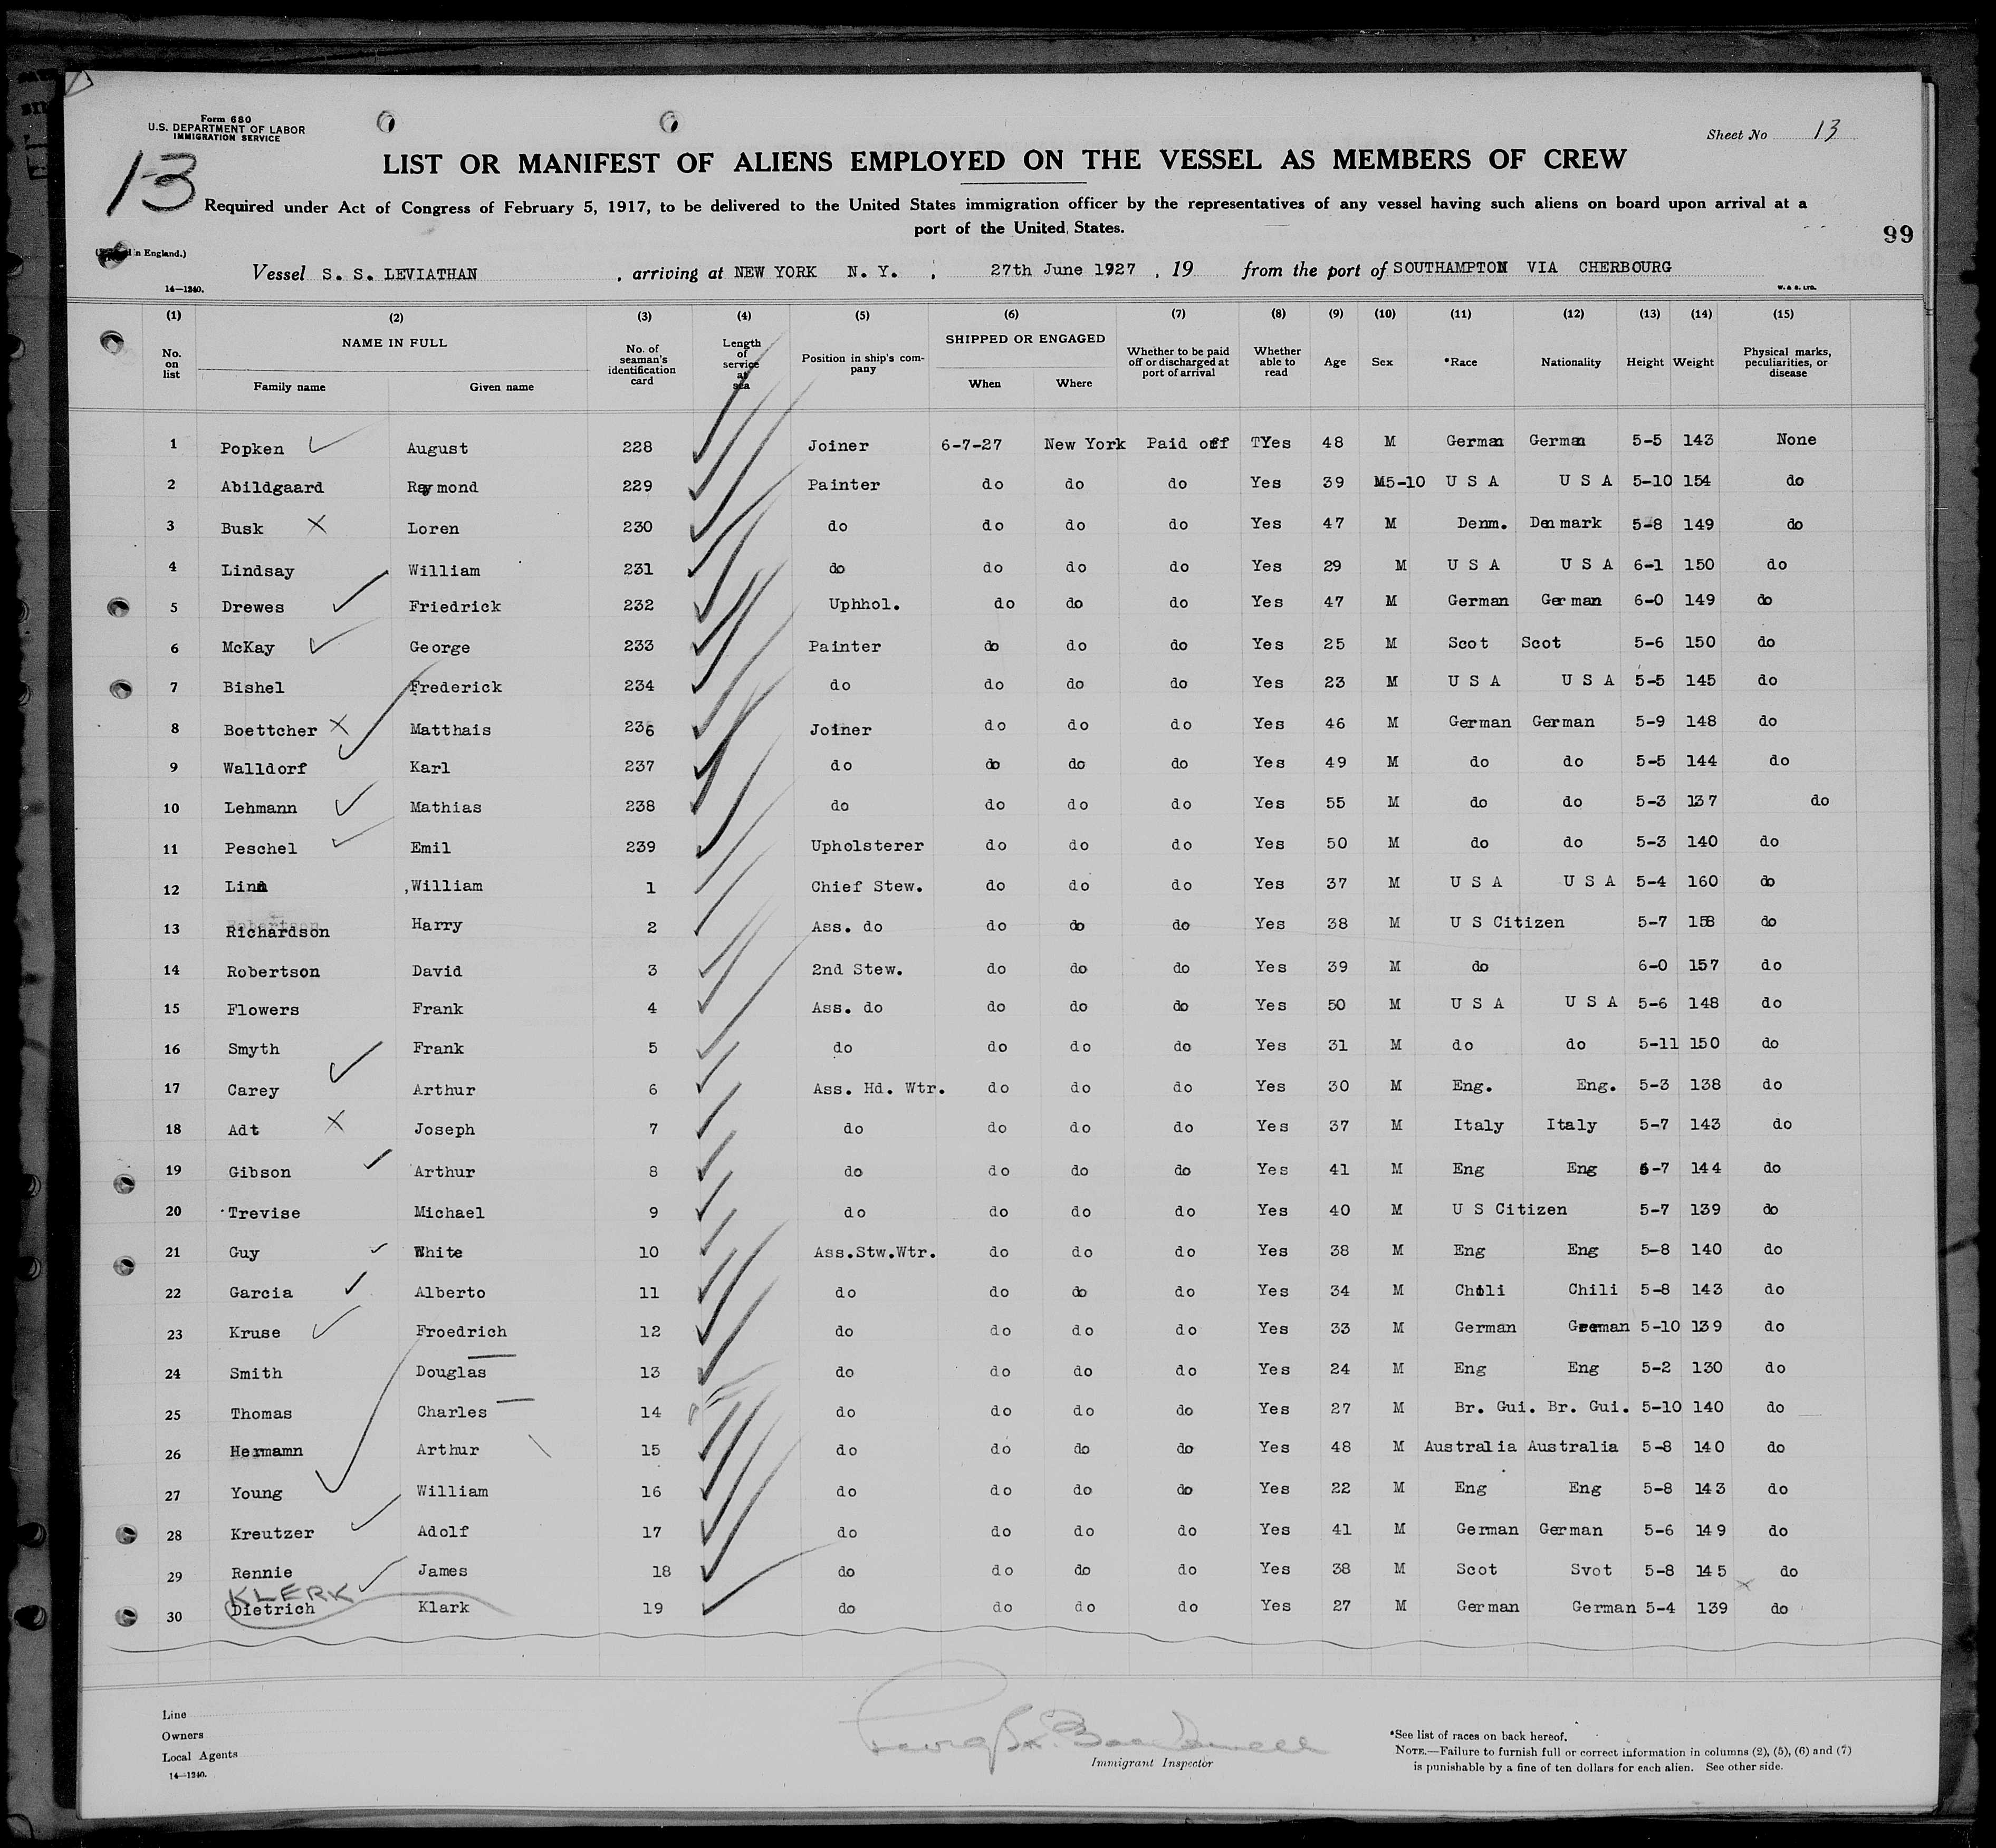 Form 680
U.S. DEPARTMENT OF LABOR
IMMIGRATION SERVICE
Sheet No 13
13
LIST OR MANIFEST OF ALIENS EMPLOYED ON THE VESSEL AS MEMBERS OF CREW
Required under Act of Congress of February 5, 1917, to be delivered to the United States immigration officer by the representatives of any vessel having such aliens on board upon arrival at a
port of the United States.
99
in England.)
Vessel S. S. LEVIATHAN , arriving at NEW YORK N. Y. , 27th June 1927 , 19 from the port of SOUTHAMPTON VIA CHERBOURG
14—1240.
W. & S. LTD.
(1) (2) (3) (4) (5) (6) (7) (8) (9) (10) (11) (12) (13) (14) (15)
No. on list NAME IN FULL Family name Given name No. of seaman's identification card Length of service at sea Position in ship's company SHIPPED OR ENGAGED When Where Whether to be paid off or discharged at port of arrival Whether able to read Age Sex *Race Nationality Height Weight Physical marks, peculiarities, or disease
1 Popken August 228 Joiner 6-7-27 New York Paid off TYes 48 M German German 5-5 143 None
2 Abildgaard Raymond 229 Painter do do do Yes 39 M5-10 U S A U S A 5-10 154 do
3 Busk X Loren 230 do do do do Yes 47 M Denm. Denmark 5-8 149 do
4 Lindsay William 231 do do do do Yes 29 M U S A U S A 6-1 150 do
5 Drewes Friedrick 232 Uphhol. do do do Yes 47 M German German 6-0 149 do
6 McKay George 233 Painter do do do Yes 25 M Scot Scot 5-6 150 do
7 Bishel Frederick 234 do do do do Yes 23 M U S A U S A 5-5 145 do
8 Boettcher X Matthais 236 Joiner do do do Yes 46 M German German 5-9 148 do
9 Walldorf Karl 237 do do do do Yes 49 M do do 5-5 144 do
10 Lehmann Mathias 238 do do do do Yes 55 M do do 5-3 137 do
11 Peschel Emil 239 Upholsterer do do do Yes 50 M do do 5-3 140 do
12 ,William 1 Chief Stew. do do do Yes 37 M U S A U S A 5-4 160 do
13 Richardson Harry 2 Ass. do do do do Yes 38 M U S Citizen 5-7 158 do
14 Robertson David 3 2nd Stew. do do do Yes 39 M do 6-0 157 do
15 Flowers Frank 4 Ass. do do do do Yes 50 M U S A U S A 5-6 148 do
16 Smyth Frank 5 do do do do Yes 31 M do do 5-11 150 do
17 Carey Arthur 6 Ass. Hd. Wtr. do do do Yes 30 M Eng. Eng. 5-3 138 do
18 Adt X Joseph 7 do do do do Yes 37 M Italy Italy 5-7 143 do
19 Gibson Arthur 8 do do do do Yes 41 M Eng Eng 5-7 144 do
20 Trevise Michael 9 do do do do Yes 40 M U S Citizen 5-7 139 do
21 Guy White 10 Ass.Stw.Wtr. do do do Yes 38 M Eng Eng 5-8 140 do
22 Garcia Alberto 11 do do do do Yes 34 M Chili Chili 5-8 143 do
23 Kruse Froedrich 12 do do do do Yes 33 M German German 5-10 139 do
24 Smith Douglas 13 do do do do Yes 24 M Eng Eng 5-2 130 do
25 Thomas Charles 14 do do do do Yes 27 M Br. Gui. Br. Gui. 5-10 140 do
26 Hermamn Arthur 15 do do do do Yes 48 M Australia Australia 5-8 140 do
27 Young William 16 do do do do Yes 22 M Eng Eng 5-8 143 do
28 Kreutzer Adolf 17 do do do do Yes 41 M German German 5-6 149 do
29 Rennie James 18 do do do do Yes 38 M Scot Svot 5-8 145 do
KLERK
30 Dietrich Klark 19 do do do do Yes 27 M German German 5-4 139 do
Line
Owners
Local Agents
14—1240.
Immigrant Inspector
*See list of races on back hereof.
NOTE.—Failure to furnish full or correct information in columns (2), (5), (6) and (7)
is punishable by a fine of ten dollars for each alien. See other side.